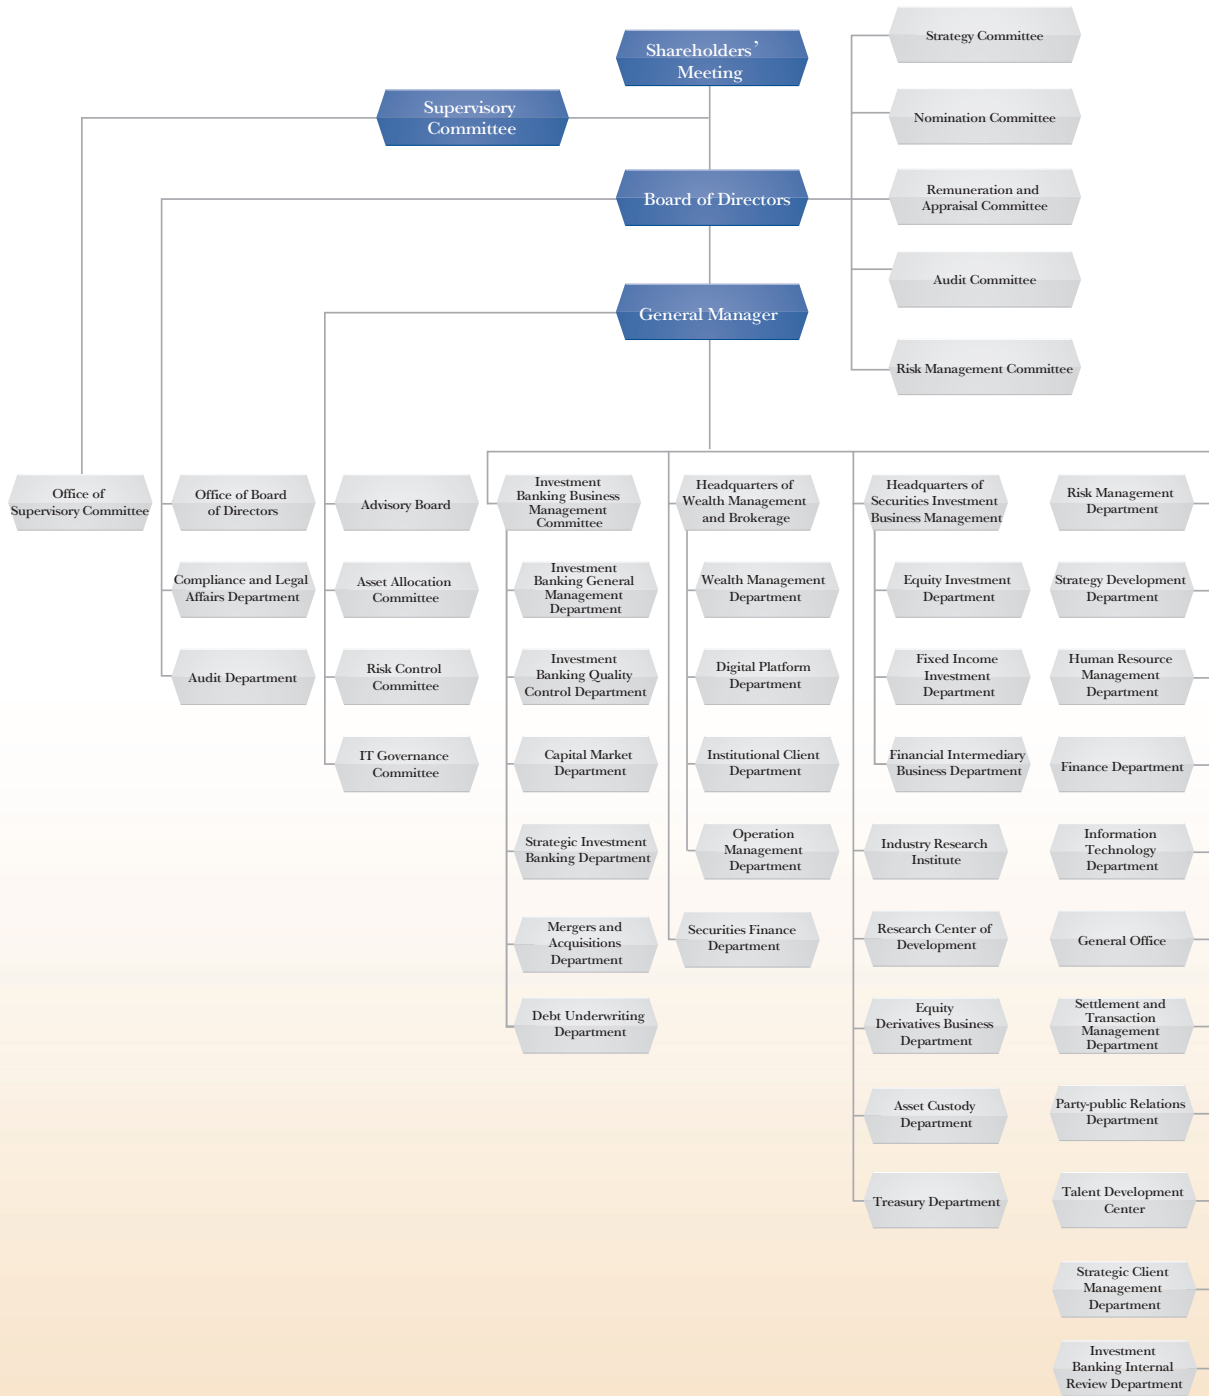 Shareholders’
Meeting
Supervisory
Committee
Board of Directors
General Manager
Strategy Committee
Nomination Committee
Remuneration and
Appraisal Committee
Audit Committee
Risk Management Committee
Office of
Supervisory Committee
Office of Board
of Directors
Compliance and Legal
Affairs Department
Audit Department
Advisory Board
Asset Allocation
Committee
Risk Control
Committee
IT Governance
Committee
Investment
Banking Business
Management
Committee
Investment
Banking General
Management
Department
Investment
Banking Quality
Control Department
Capital Market
Department
Strategic Investment
Banking Department
Mergers and
Acquisitions
Department
Debt Underwriting
Department
Headquarters of
Wealth Management
and Brokerage
Wealth Management
Department
Digital Platform
Department
Institutional Client
Department
Operation
Management
Department
Securities Finance
Department
Headquarters of
Securities Investment
Business Management
Equity Investment
Department
Fixed Income
Investment
Department
Financial Intermediary
Business Department
Industry Research
Institute
Research Center of
Development
Equity
Derivatives Business
Department
Asset Custody
Department
Treasury Department
Risk Management
Department
Strategy Development
Department
Human Resource
Management
Department
Finance Department
Information
Technology
Department
General Office
Settlement and
Transaction
Management
Department
Party-public Relations
Department
Talent Development
Center
Strategic Client
Management
Department
Investment
Banking Internal
Review Department